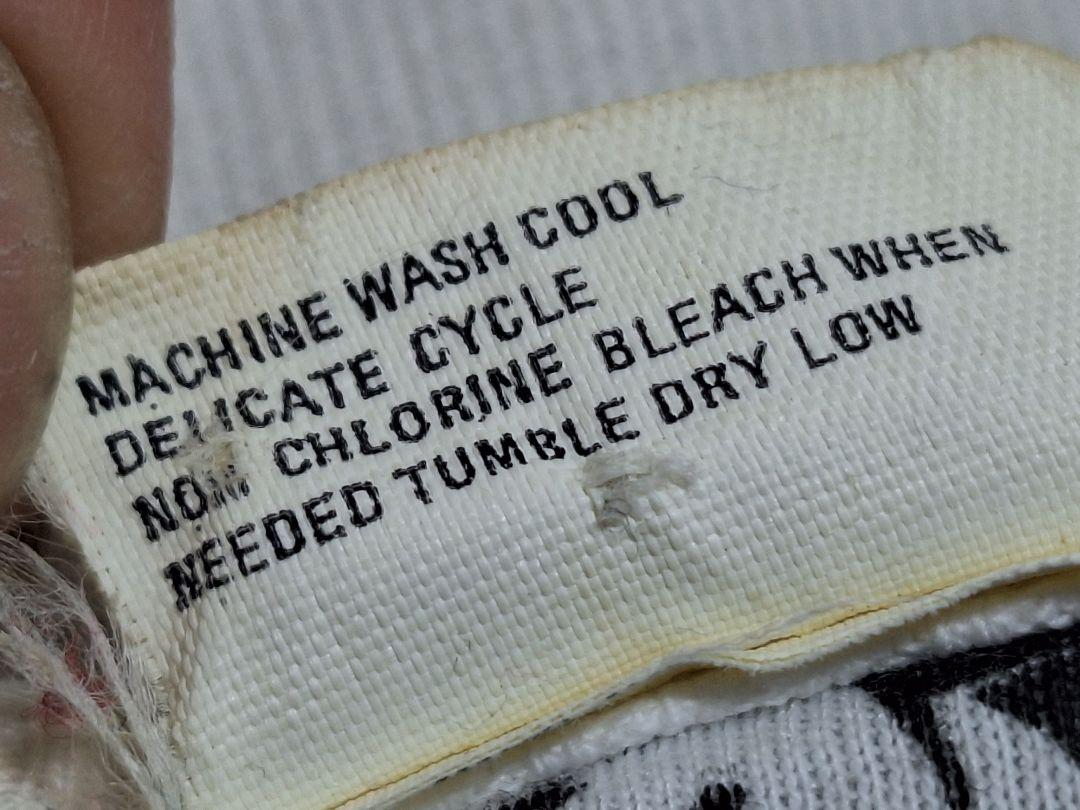 MACHINE WASH COOL
DELICATE CYCLE
NON CHLORINE BLEACH WHEN
NEEDED TUMBLE DRY LOW